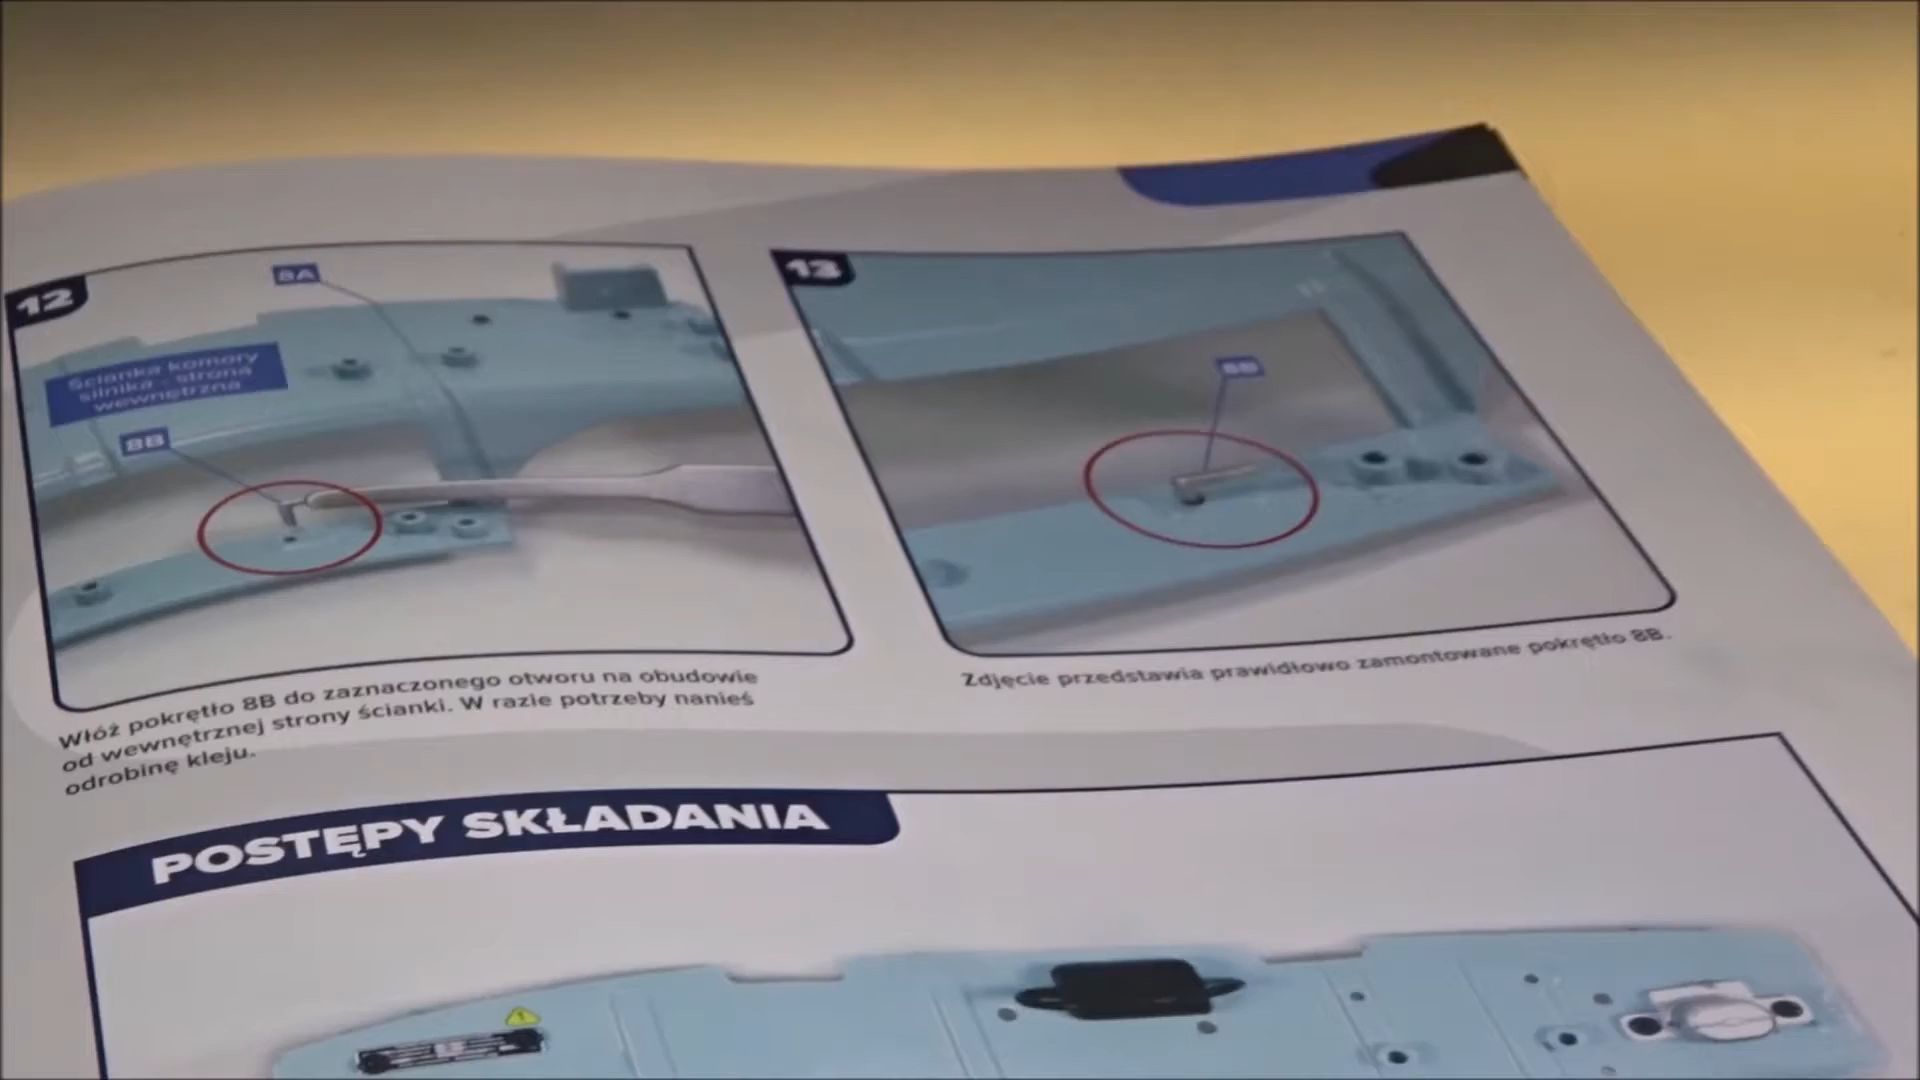 12
8A
Ścianka komory
silnika - strona
wewnętrzna
8B
Włóż pokrętło 8B do zaznaczonego otworu na obudowie
od wewnętrznej strony ścianki. W razie potrzeby nanieś
odrobinę kleju.
13
8B
Zdjęcie przedstawia prawidłowo zamontowane pokrętło 8B.
POSTĘPY SKŁADANIA